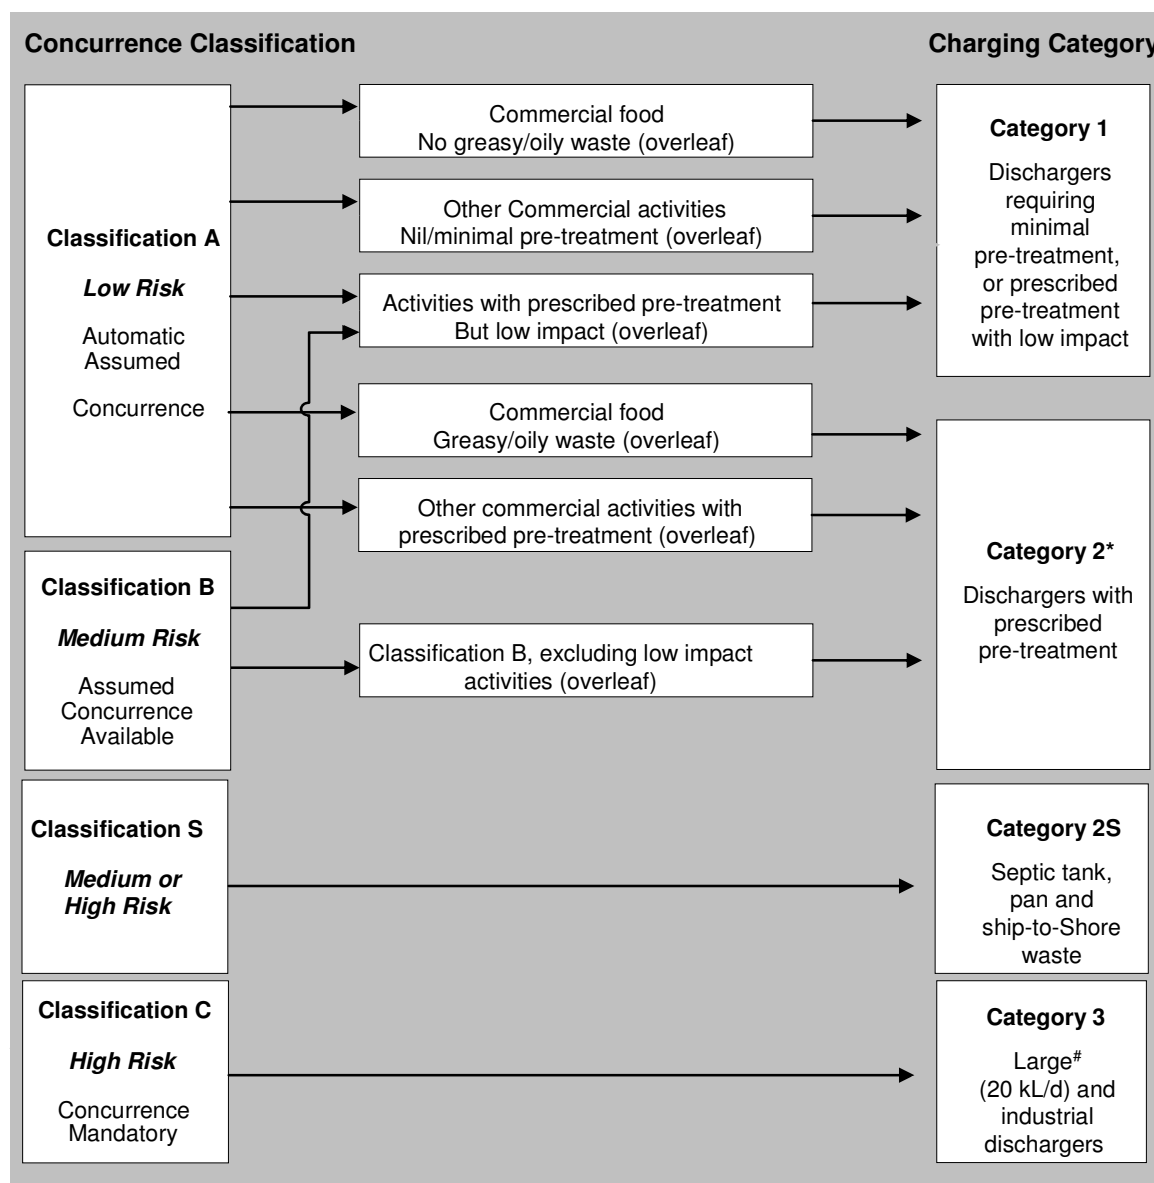 Concurrence Classification
Charging Category
Classification A
Low Risk
Automatic
Assumed
Concurrence
Commercial food
No greasy/oily waste (overleaf)
Other Commercial activities
Nil/minimal pre-treatment (overleaf)
Activities with prescribed pre-treatment
But low impact (overleaf)
Commercial food
Greasy/oily waste (overleaf)
Other commercial activities with
prescribed pre-treatment (overleaf)
Category 1
Dischargers
requiring
minimal
pre-treatment,
or prescribed
pre-treatment
with low impact
Classification B
Medium Risk
Assumed
Concurrence
Available
Classification B, excluding low impact
activities (overleaf)
Category 2*
Dischargers with
prescribed
pre-treatment
Classification S
Medium or
High Risk
Category 2S
Septic tank,
pan and
ship-to-Shore
waste
Classification C
High Risk
Concurrence
Mandatory
Category 3
Large#
(20 kL/d) and
industrial
dischargers